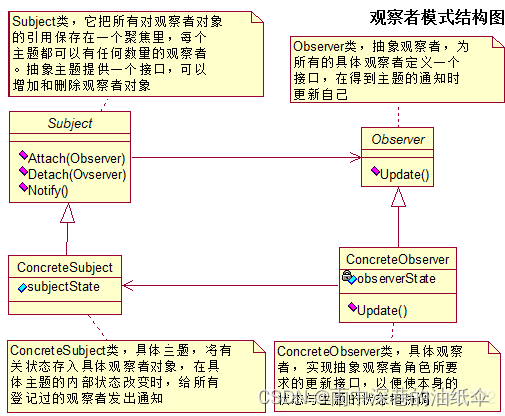 观察者模式结构图
Subject类，它把所有对观察者对象
的引用保存在一个聚焦里，每个
主题都可以有任何数量的观察者
。抽象主题提供一个接口，可以
增加和删除观察者对象
Observer类，抽象观察者，为
所有的具体观察者定义一个
接口，在得到主题的通知时
更新自己
Subject
Attach(Observer)
Detach(Ovserver)
Notify()
Observer
Update()
ConcreteSubject
subjectState
ConcreteObserver
observerState
Update()
ConcreteSubject类，具体主题，将有
关状态存入具体观察者对象，在具
体主题的内部状态改变时，给所有
登记过的观察者发出通知
ConcreteObserver类，具体观察
者，实现抽象观察者角色所要
求的更新接口，以便使本身的
状态与主题的状态相协调